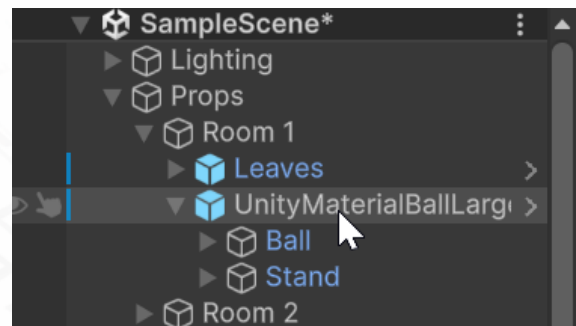 SampleScene*
Lighting
Props
Room 1
Leaves
UnityMaterialBallLarg
Ball
Stand
Room 2